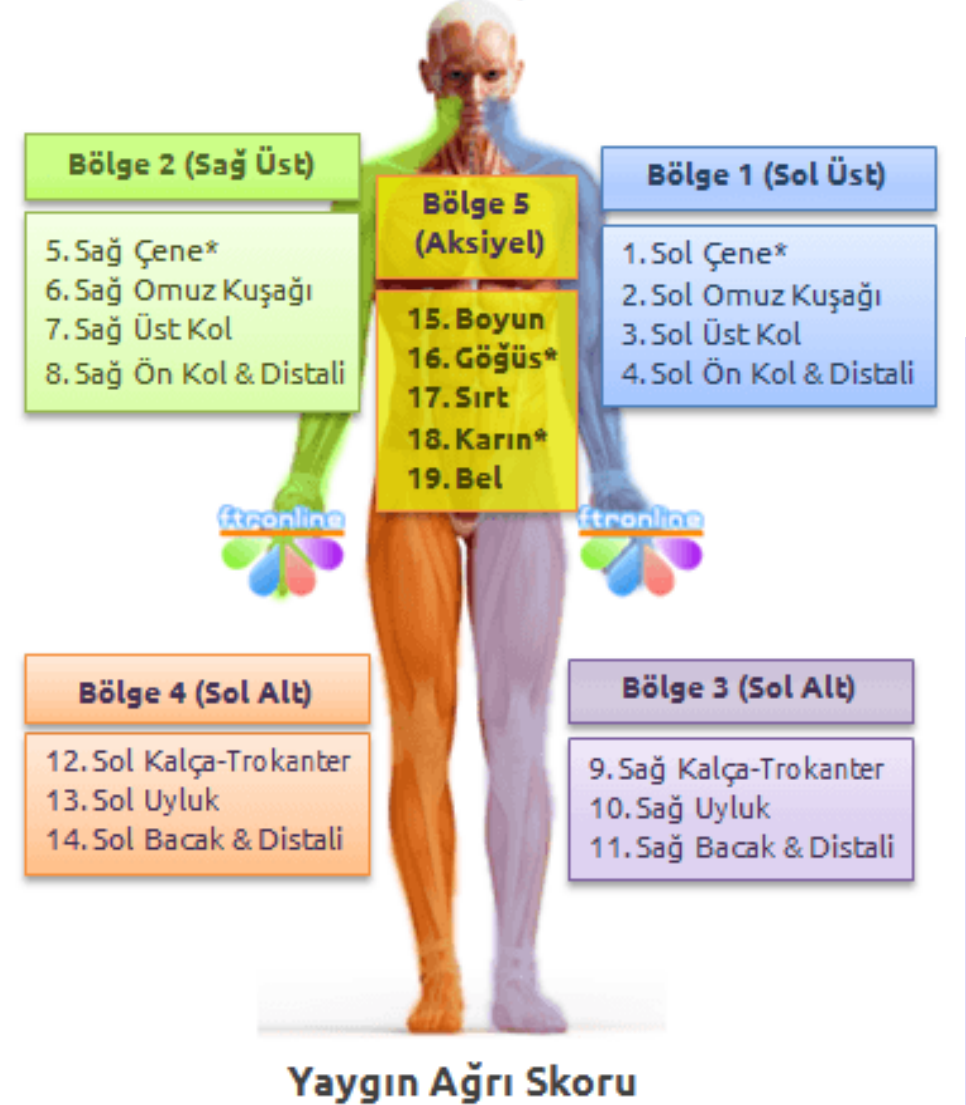 Bölge 2 (Sağ Üst)
5. Sağ Çene*
6. Sağ Omuz Kuşağı
7. Sağ Üst Kol
8. Sağ Ön Kol & Distali
Bölge 5
(Aksiyel)
15. Boyun
16. Göğüs*
17. Sırt
18. Karın*
19. Bel
Bölge 1 (Sol Üst)
1. Sol Çene*
2. Sol Omuz Kuşağı
3. Sol Üst Kol
4. Sol Ön Kol & Distali
ftronline
ftronline
Bölge 4 (Sol Alt)
12. Sol Kalça-Trokanter
13. Sol Uyluk
14. Sol Bacak & Distali
Bölge 3 (Sol Alt)
9. Sağ Kalça-Trokanter
10. Sağ Uyluk
11. Sağ Bacak & Distali
Yaygın Ağrı Skoru